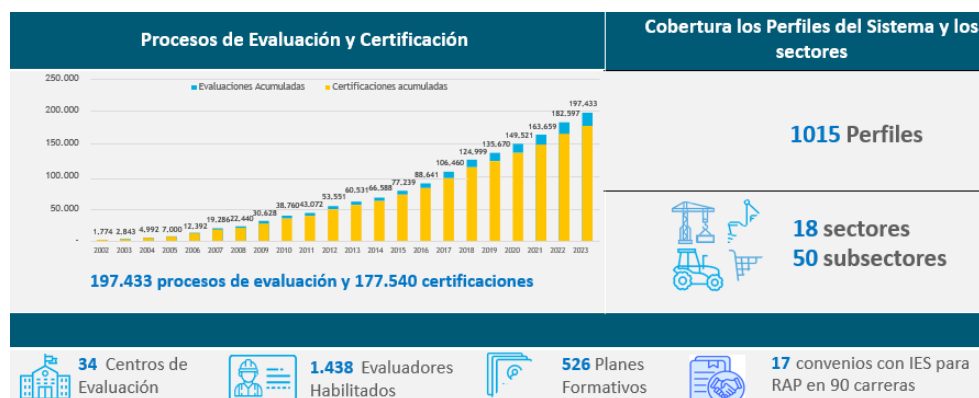 Procesos de Evaluación y Certificación
Cobertura los Perfiles del Sistema y los
sectores
250.000
200.000
150.000
100.000
50.000
-
Evaluaciones Acumuladas
Certificaciones acumuladas
1,774 2,843 4,992 7,000 12,392 19,286 22,440 30,628 38,760 43,072 53,551 60,531 66,588 77,239 88,641 106,460 124,999 135,670 149,521 163,659 182,597 197.433
2002 2003 2004 2005 2006 2007 2008 2009 2010 2011 2012 2013 2014 2015 2016 2017 2018 2019 2020 2021 2022 2023
197.433 procesos de evaluación y 177.540 certificaciones
1015 Perfiles
18 sectores
50 subsectores
34 Centros de
Evaluación
1.438 Evaluadores
Habilitados
526 Planes
Formativos
17 convenios con IES para
RAP en 90 carreras